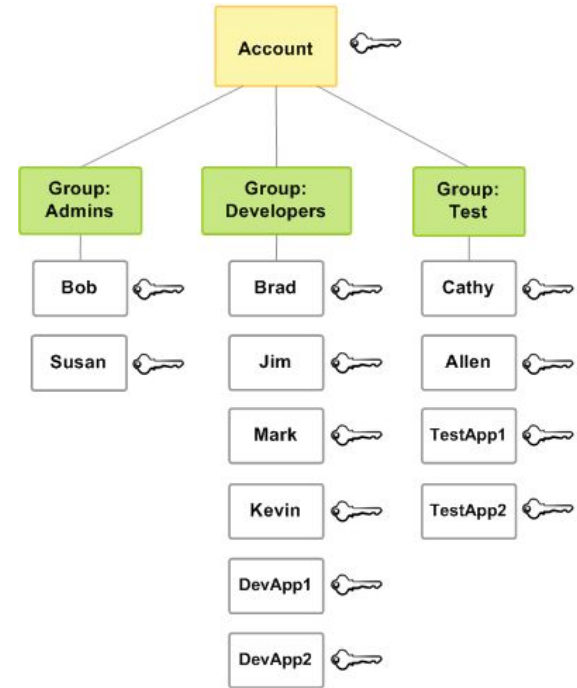 Account
Group:
Admins
Bob
Susan
Group:
Developers
Brad
Jim
Mark
Kevin
DevApp1
DevApp2
Group:
Test
Cathy
Allen
TestApp1
TestApp2